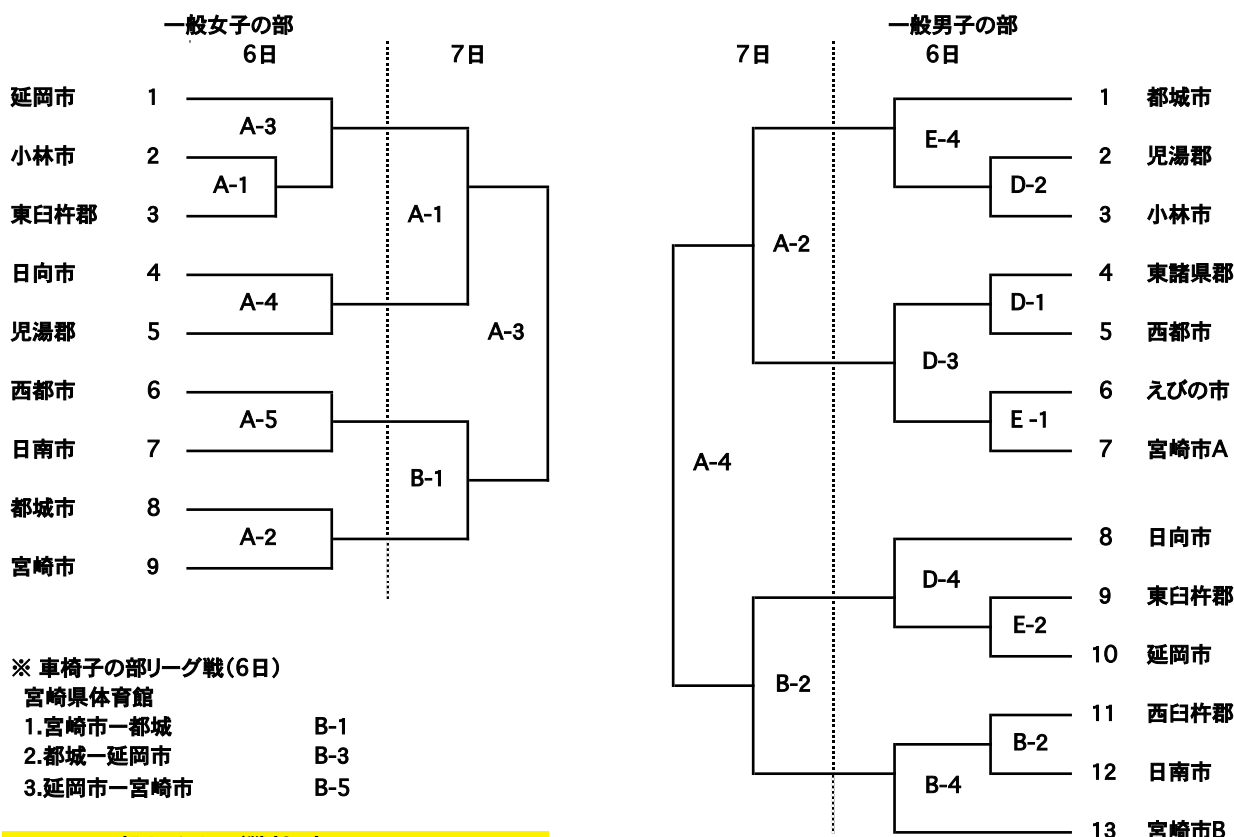 一般女子の部
6日 7日
延岡市 1
A-3
小林市 2
A-1
東臼杵郡 3
A-1
日向市 4
A-4
児湯郡 5
A-3
西都市 6
A-5
日南市 7
B-1
都城市 8
A-2
宮崎市 9
※ 車椅子の部リーグ戦(6日)
宮崎県体育館
1.宮崎市ー都城 B-1
2.都城ー延岡市 B-3
3.延岡市ー宮崎市 B-5
一般男子の部
7日 6日
1 都城市
E-4
2 児湯郡
D-2
3 小林市
A-2
4 東諸県郡
D-1
5 西都市
D-3
6 えびの市
E -1
7 宮崎市A
A-4
8 日向市
D-4
9 東臼杵郡
E-2
10 延岡市
B-2
11 西臼杵郡
B-2
12 日南市
B-4
13 宮崎市B